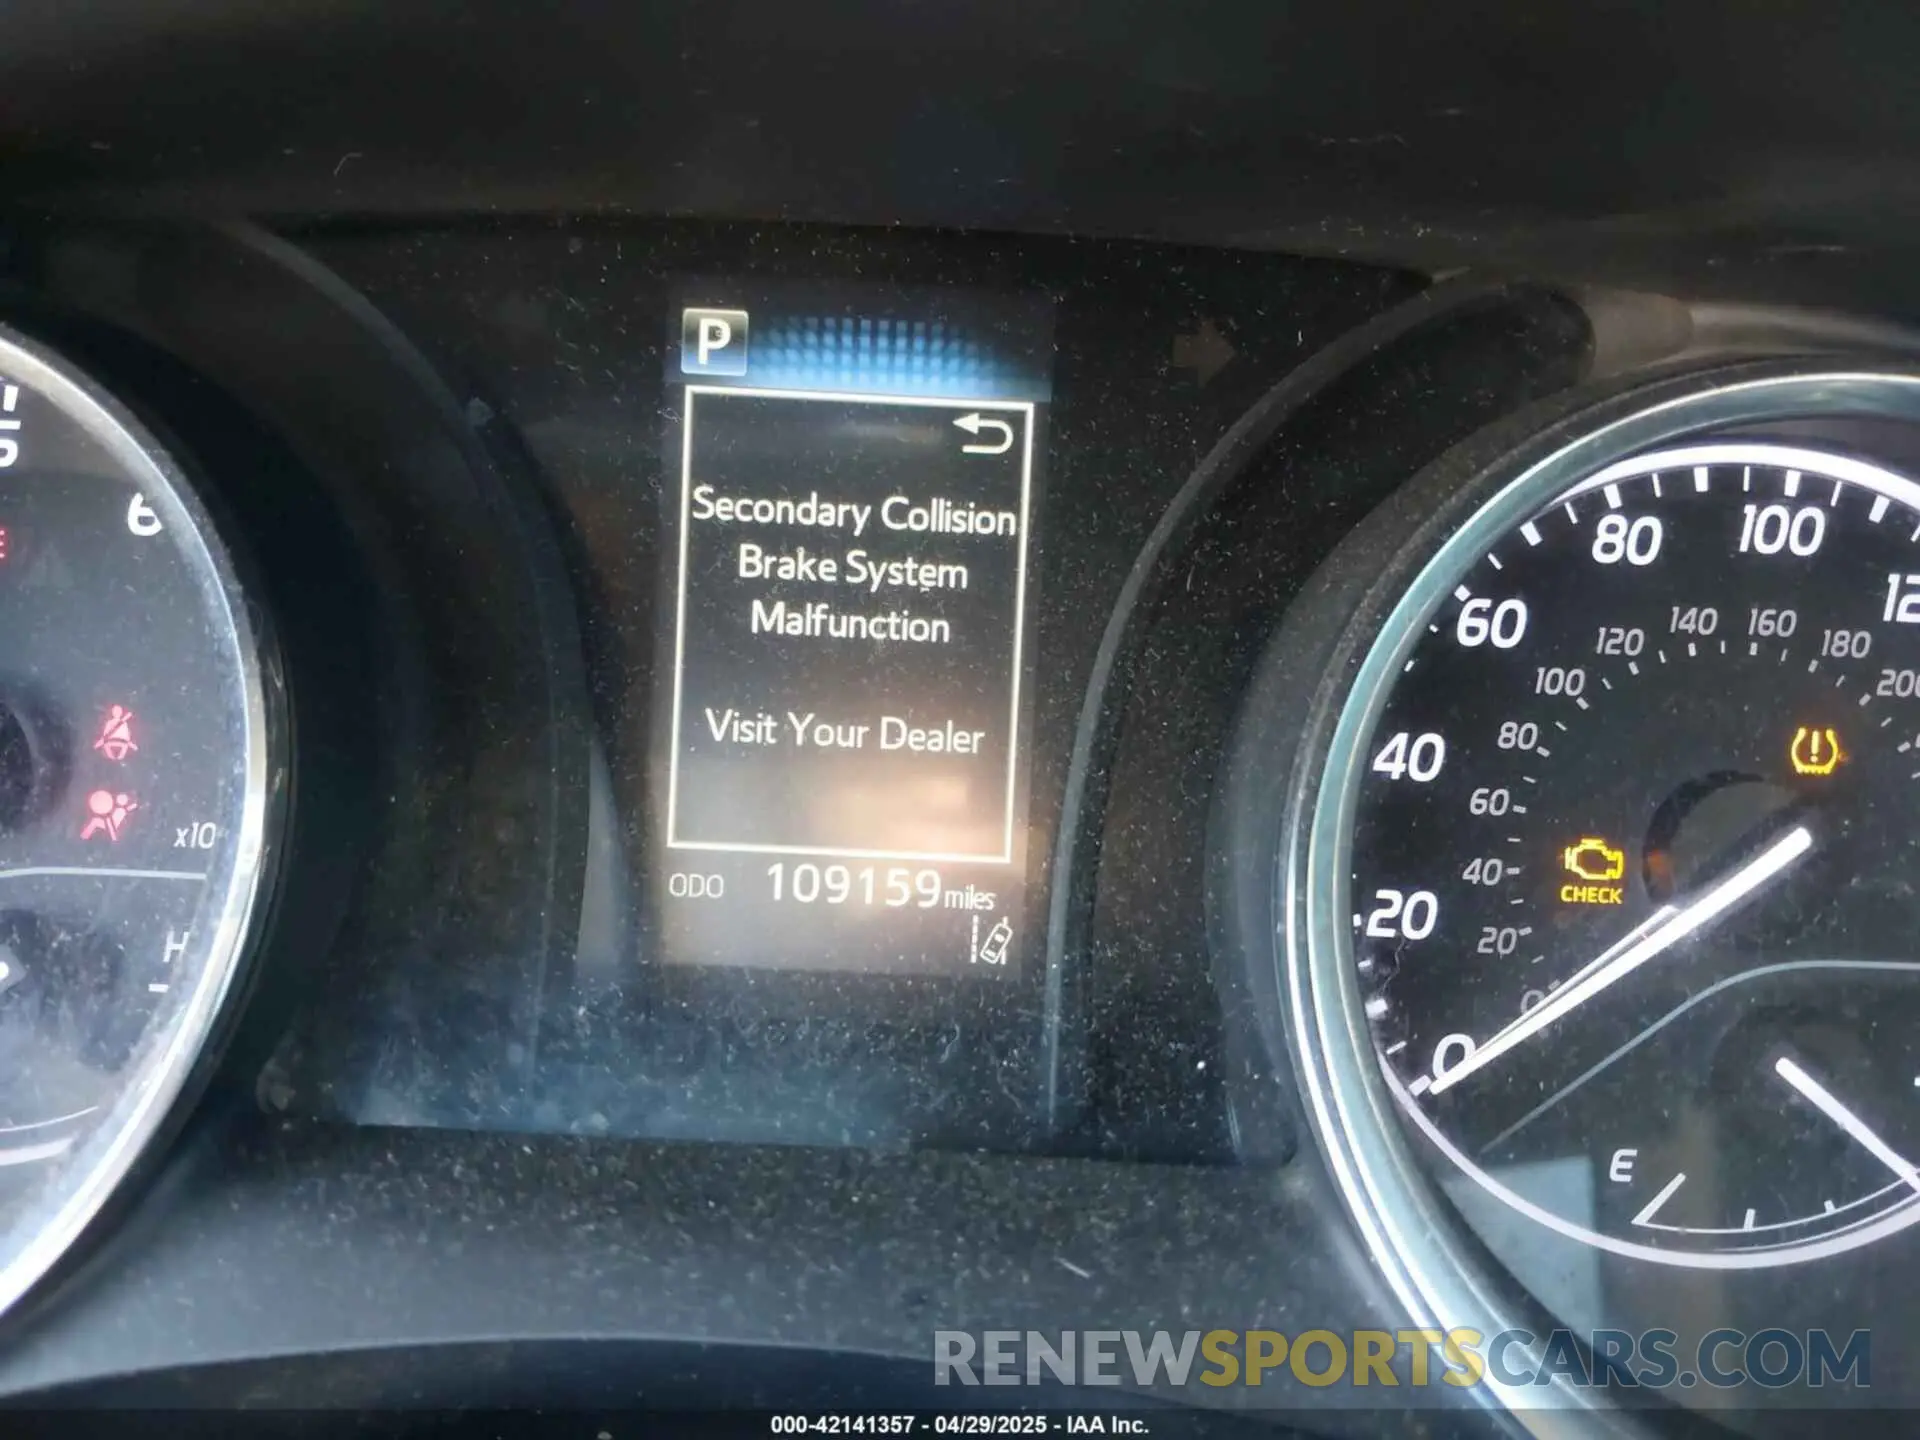 P
Secondary Collision
Brake System
Malfunction
Visit Your Dealer
ODO 109159 miles
6
x10
H
0
20
40
60
80
100
0
20
40
60
80
100
120
140
160
180
200
CHECK
E
RENEWSPORTSCARS.COM
000-42141357 - 04/29/2025 - IAA Inc.